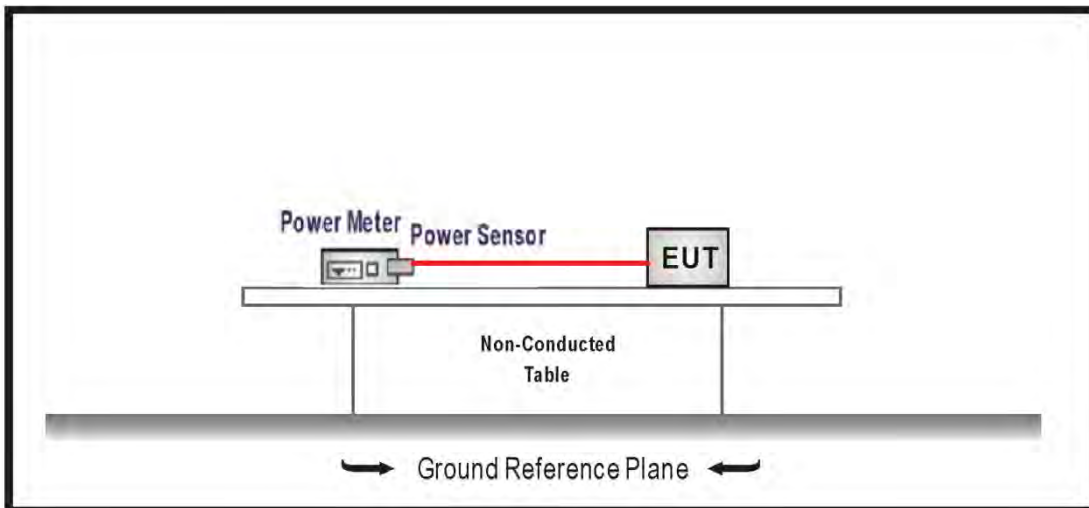 Power Meter
Power Sensor
EUT
Non-Conducted
Table
Ground Reference Plane